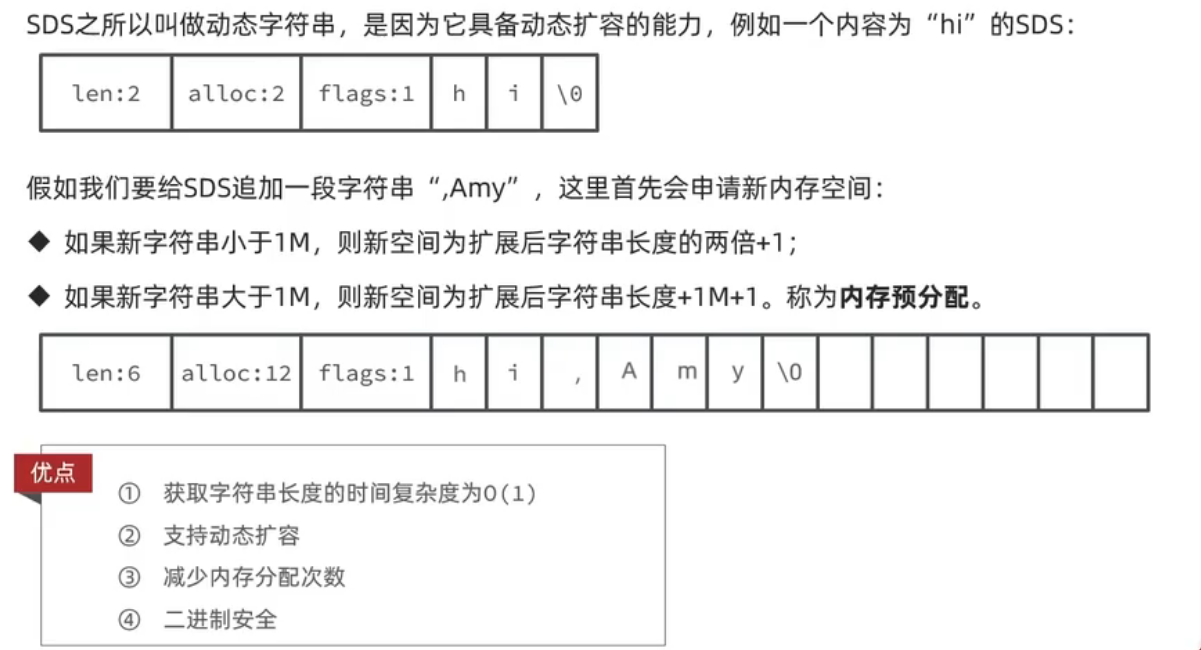 SDS之所以叫做动态字符串，是因为它具备动态扩容的能力，例如一个内容为“hi”的SDS：
len:2 alloc:2 flags:1 h i \0
假如我们要给SDS追加一段字符串“,Amy”，这里首先会申请新内存空间：
◆ 如果新字符串小于1M，则新空间为扩展后字符串长度的两倍+1；
◆ 如果新字符串大于1M，则新空间为扩展后字符串长度+1M+1。称为内存预分配。
len:6 alloc:12 flags:1 h i , A m y \0
优点
① 获取字符串长度的时间复杂度为O(1)
② 支持动态扩容
③ 减少内存分配次数
④ 二进制安全